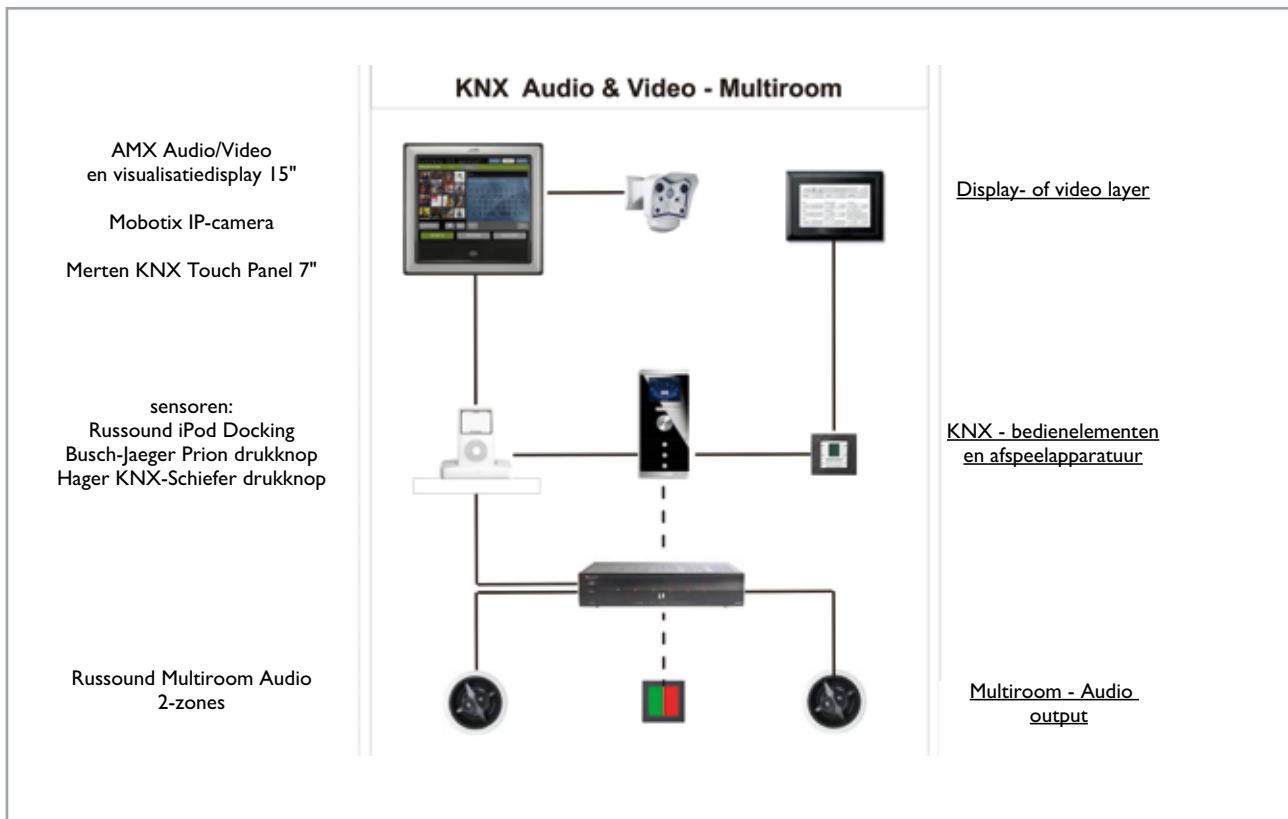 KNX Audio & Video - Multiroom
AMX Audio/Video
en visualisatiedisplay 15"
Mobotix IP-camera
Merten KNX Touch Panel 7"
Display- of video layer
sensoren:
Russound iPod Docking
Busch-Jaeger Prion drukknop
Hager KNX-Schiefer drukknop
KNX - bedienelementen
en afspeelapparatuur
Russound Multiroom Audio
2-zones
Multiroom - Audio
output